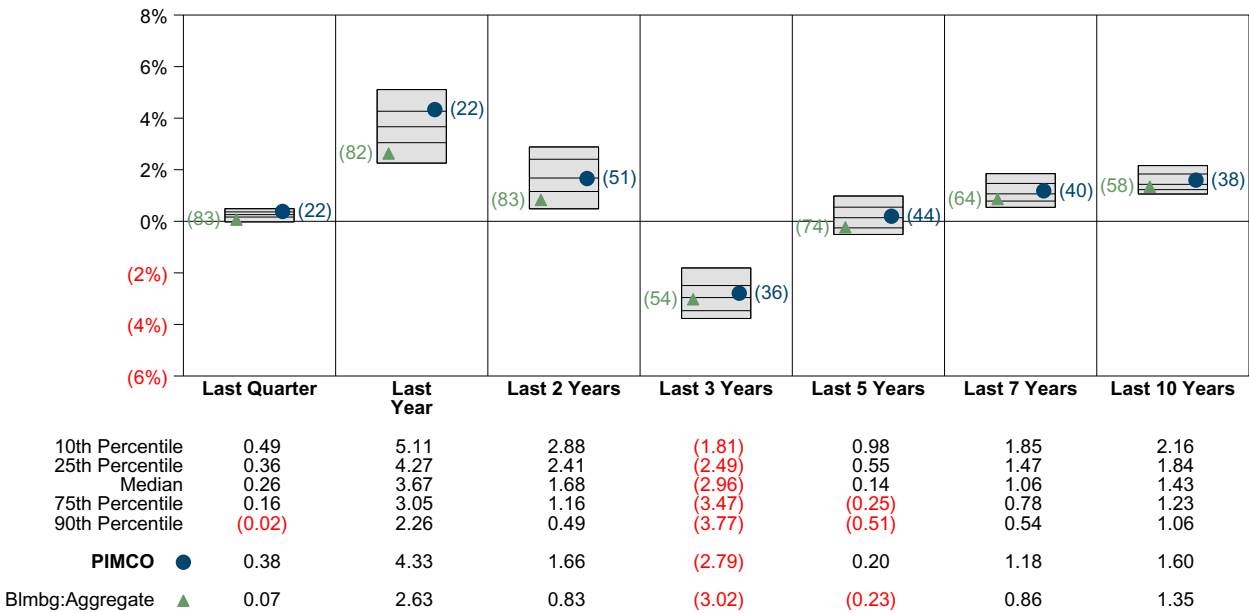 8%
6%
4%
2%
0%
(2%)
(4%)
(6%)
(83) (22)
(82) (22)
(83) (51)
(54) (36)
(74) (44)
(64) (40)
(58) (38)
Last Quarter Last Year Last 2 Years Last 3 Years Last 5 Years Last 7 Years Last 10 Years
10th Percentile 0.49 5.11 2.88 (1.81) 0.98 1.85 2.16
25th Percentile 0.36 4.27 2.41 (2.49) 0.55 1.47 1.84
Median 0.26 3.67 1.68 (2.96) 0.14 1.06 1.43
75th Percentile 0.16 3.05 1.16 (3.47) (0.25) 0.78 1.23
90th Percentile (0.02) 2.26 0.49 (3.77) (0.51) 0.54 1.06
PIMCO 0.38 4.33 1.66 (2.79) 0.20 1.18 1.60
Blmbg:Aggregate 0.07 2.63 0.83 (3.02) (0.23) 0.86 1.35